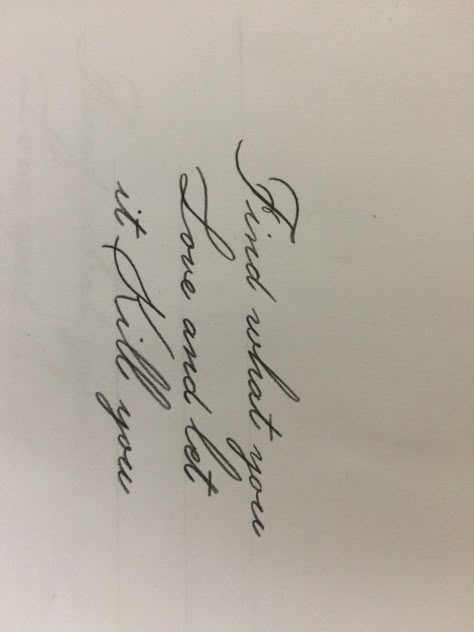 Find what you
Love and let
it Kill you